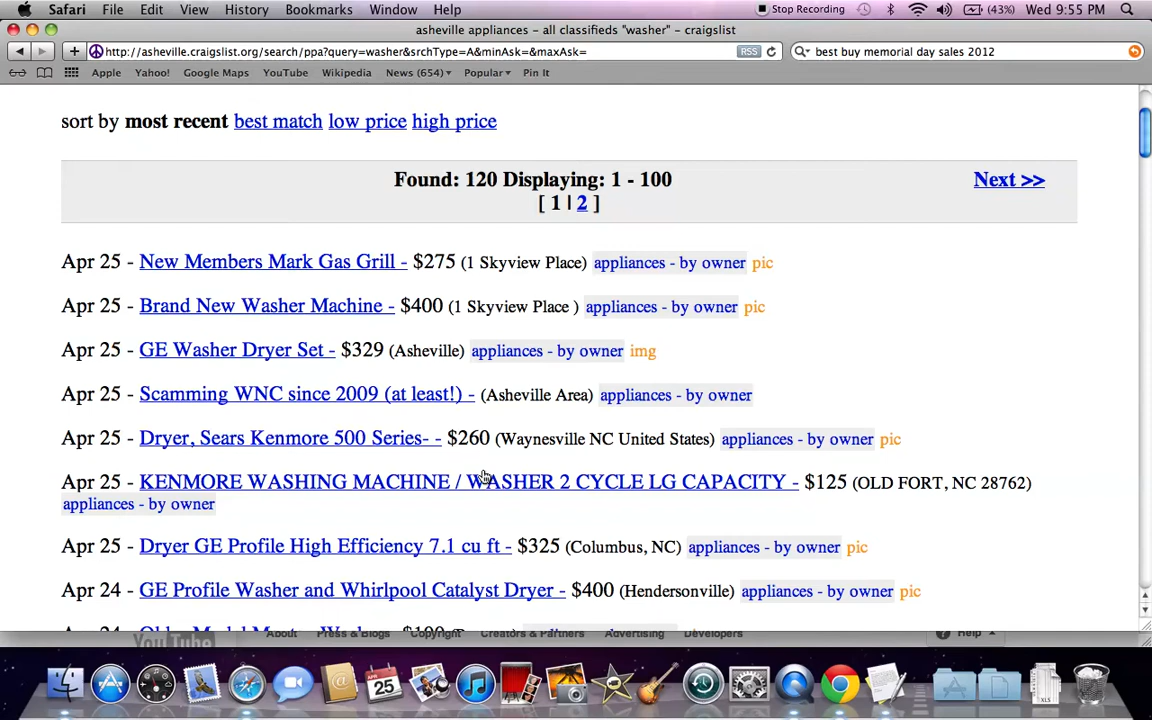 Safari File Edit View History Bookmarks Window Help Stop Recording (43%) Wed 9:55 PM
asheville appliances - all classifieds "washer" - craigslist
http://asheville.craigslist.org/search/ppa?query=washer&srchType=A&minAsk=&maxAsk= RSS best buy memorial day sales 2012
Apple Yahoo! Google Maps YouTube Wikipedia News (654) Popular Pin It
sort by most recent best match low price high price
Found: 120 Displaying: 1 - 100 Next >>
[ 1 | 2 ]
Apr 25 - New Members Mark Gas Grill - $275 (1 Skyview Place) appliances - by owner pic
Apr 25 - Brand New Washer Machine - $400 (1 Skyview Place ) appliances - by owner pic
Apr 25 - GE Washer Dryer Set - $329 (Asheville) appliances - by owner img
Apr 25 - Scamming WNC since 2009 (at least!) - (Asheville Area) appliances - by owner
Apr 25 - Dryer, Sears Kenmore 500 Series- - $260 (Waynesville NC United States) appliances - by owner pic
Apr 25 - KENMORE WASHING MACHINE / WASHER 2 CYCLE LG CAPACITY - $125 (OLD FORT, NC 28762)
appliances - by owner
Apr 25 - Dryer GE Profile High Efficiency 7.1 cu ft - $325 (Columbus, NC) appliances - by owner pic
Apr 24 - GE Profile Washer and Whirlpool Catalyst Dryer - $400 (Hendersonville) appliances - by owner pic
YouTube About Press & Blogs Copyright Creators & Partners Advertising Developers Help
APR
25
XLS